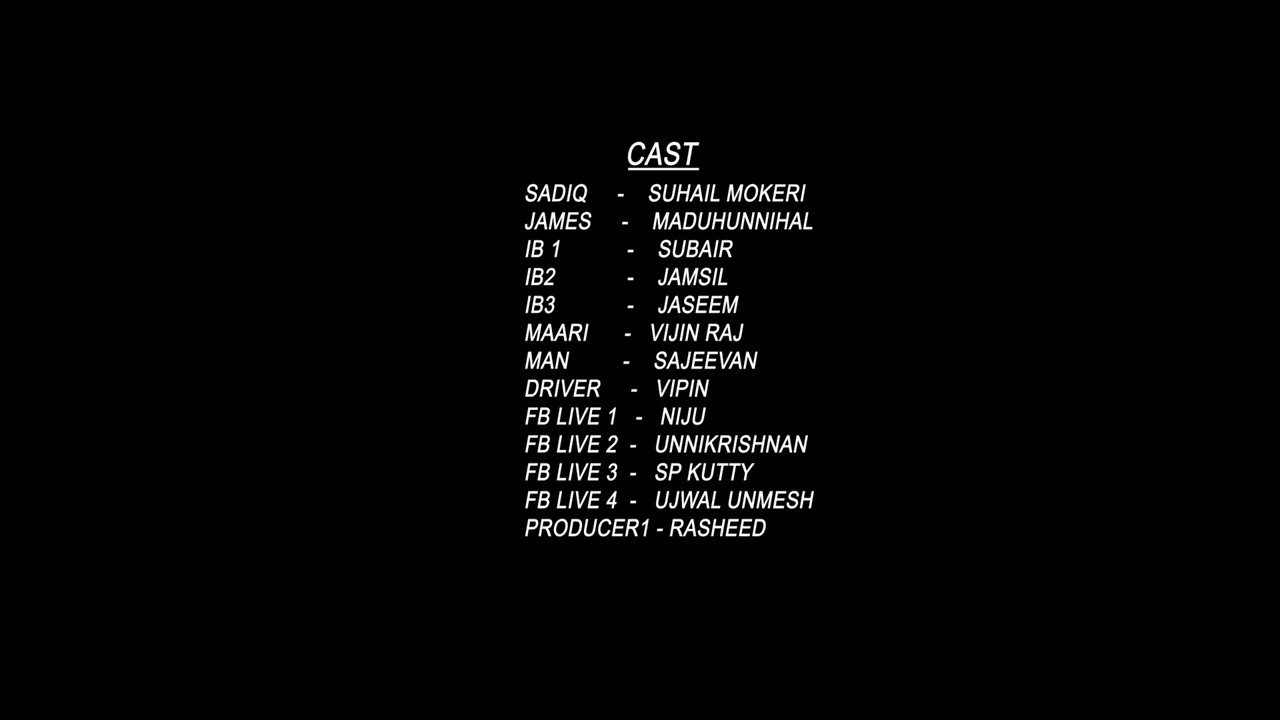 CAST
SADIQ - SUHAIL MOKERI
JAMES - MADUHUNNIHAL
IB 1 - SUBAIR
IB2 - JAMSIL
IB3 - JASEEM
MAARI - VIJIN RAJ
MAN - SAJEEVAN
DRIVER - VIPIN
FB LIVE 1 - NIJU
FB LIVE 2 - UNNIKRISHNAN
FB LIVE 3 - SP KUTTY
FB LIVE 4 - UJWAL UNMESH
PRODUCER1 - RASHEED